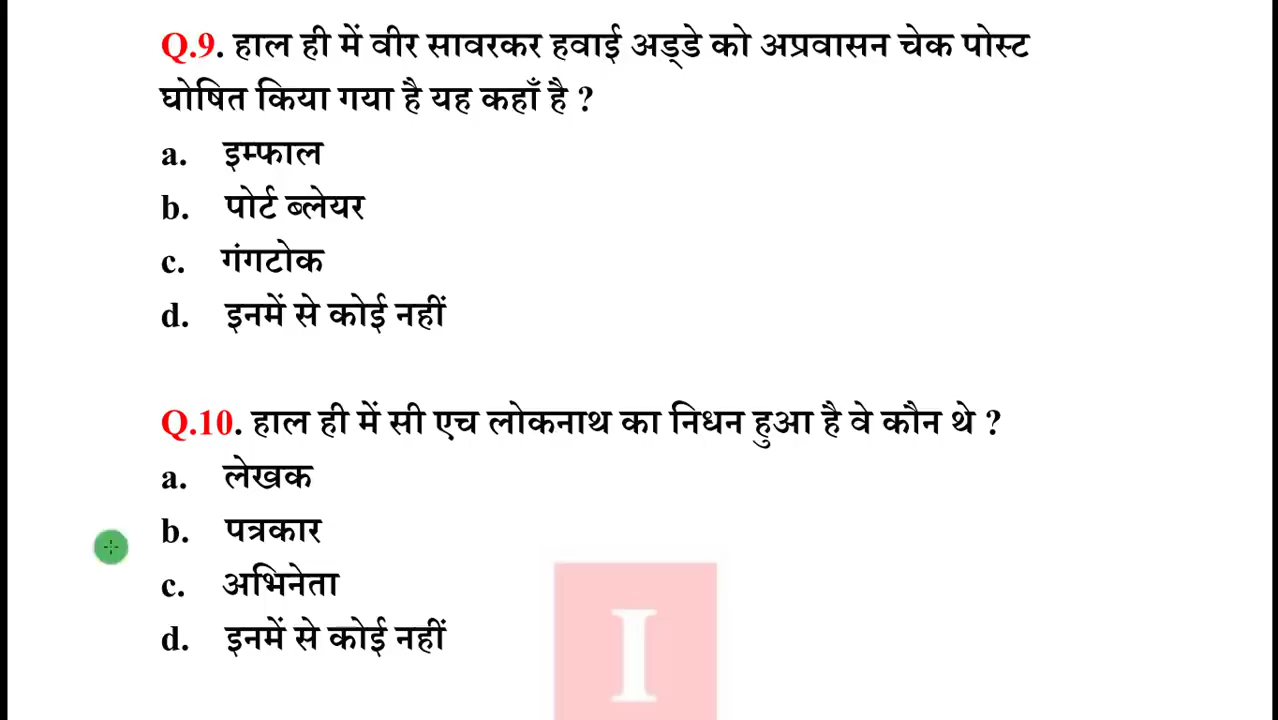 Q.9. हाल ही में वीर सावरकर हवाई अड्डे को अप्रवासन चेक पोस्ट
घोषित किया गया है यह कहाँ है ?
a. इम्फाल
b. पोर्ट ब्लेयर
c. गंगटोक
d. इनमें से कोई नहीं
Q.10. हाल ही में सी एच लोकनाथ का निधन हुआ है वे कौन थे ?
a. लेखक
b. पत्रकार
c. अभिनेता
d. इनमें से कोई नहीं
I